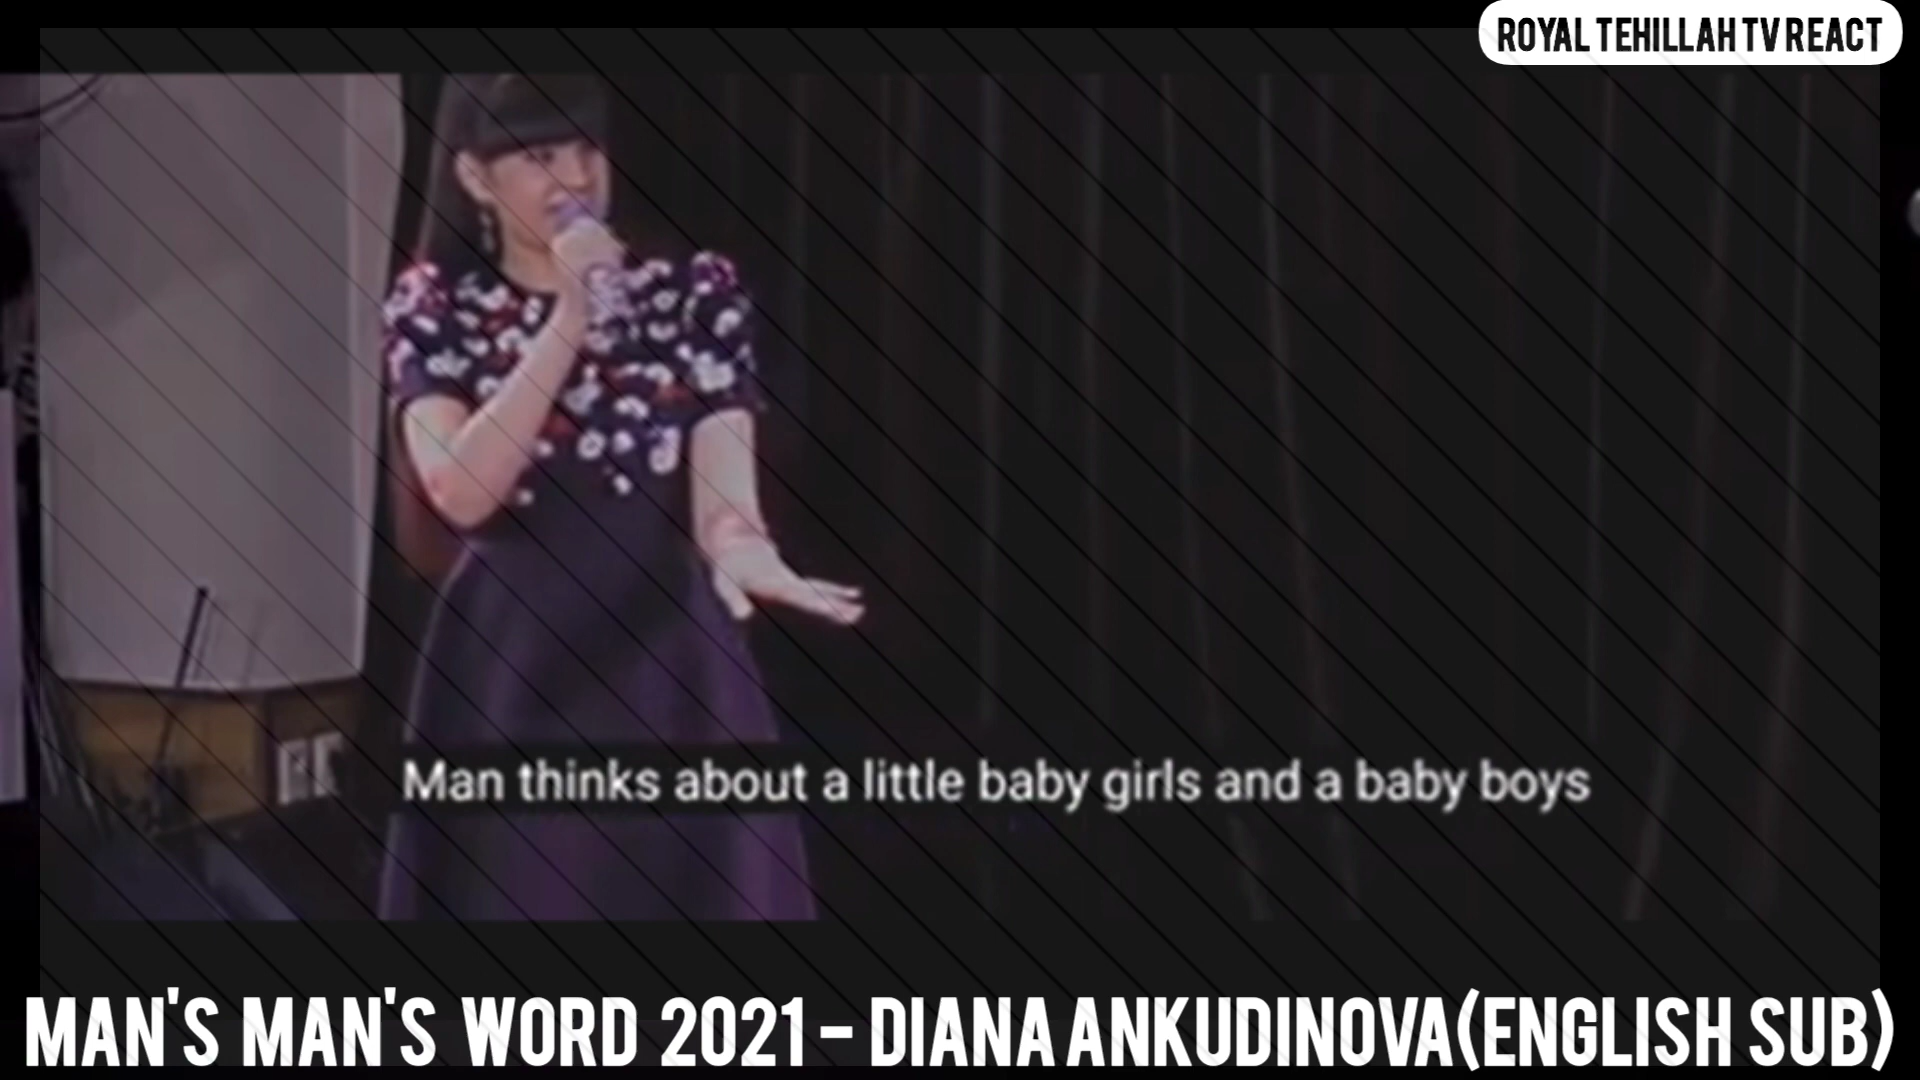 ROYAL TEHILLAH TV REACT
Man thinks about a little baby girls and a baby boys
MAN'S MAN'S WORD 2021 - DIANA ANKUDINOVA(ENGLISH SUB)